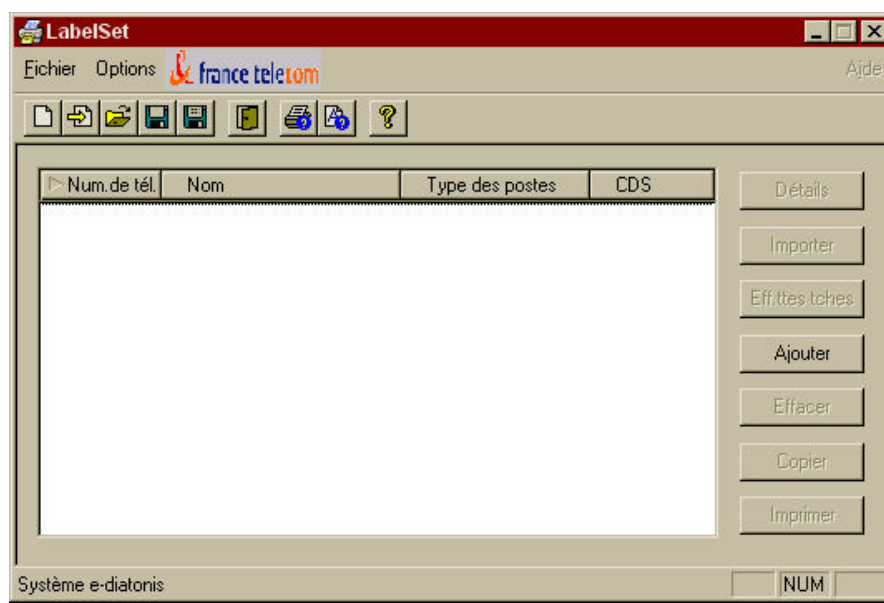 LabelSet
Fichier Options france telecom Aide
Num.de tél. Nom Type des postes CDS
Détails
Importer
Eff.ttes tches
Ajouter
Effacer
Copier
Imprimer
Système e-diatonis NUM